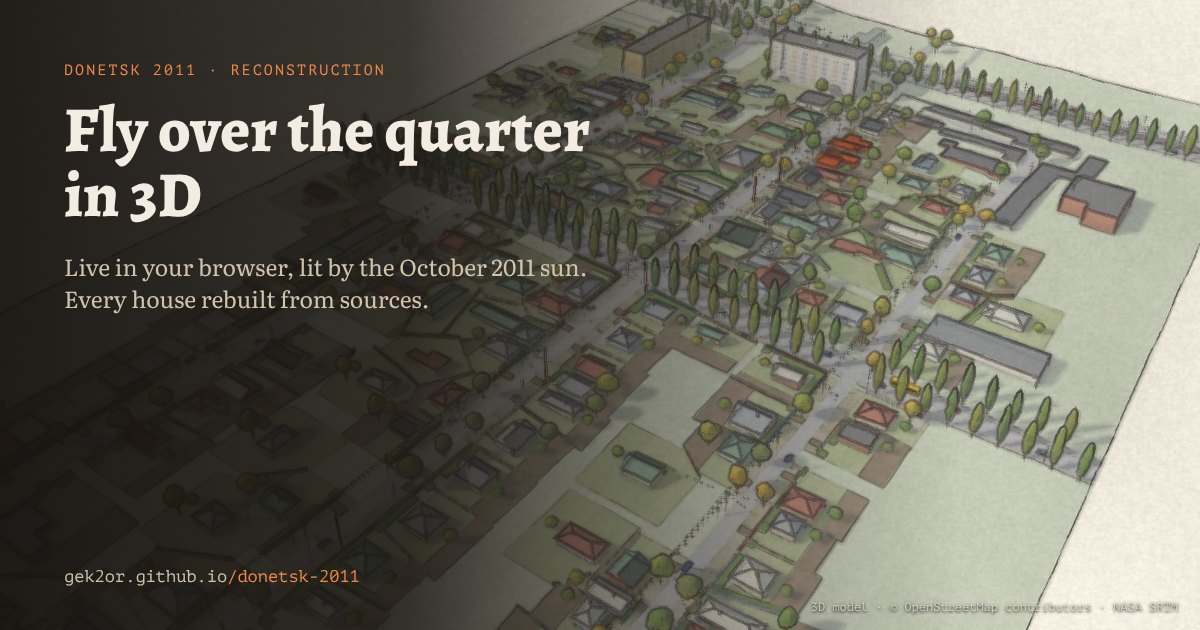 DONETSK 2011 · RECONSTRUCTION
Fly over the quarter
in 3D
Live in your browser, lit by the October 2011 sun.
Every house rebuilt from sources.
gek2or.github.io/donetsk-2011
3D model · © OpenStreetMap contributors · NASA SRTM